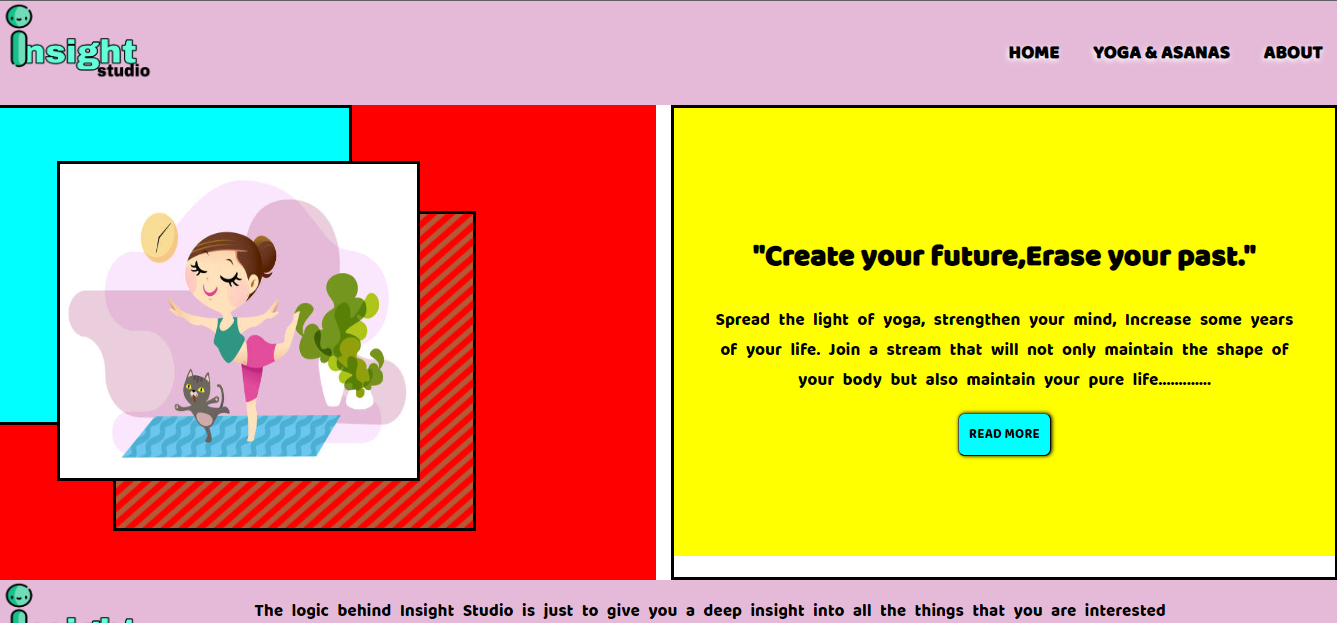 insight
studio
HOME YOGA & ASANAS ABOUT
"Create your future,Erase your past."
Spread the light of yoga, strengthen your mind, Increase some years
of your life. Join a stream that will not only maintain the shape of
your body but also maintain your pure life.............
READ MORE
The logic behind Insight Studio is just to give you a deep insight into all the things that you are interested